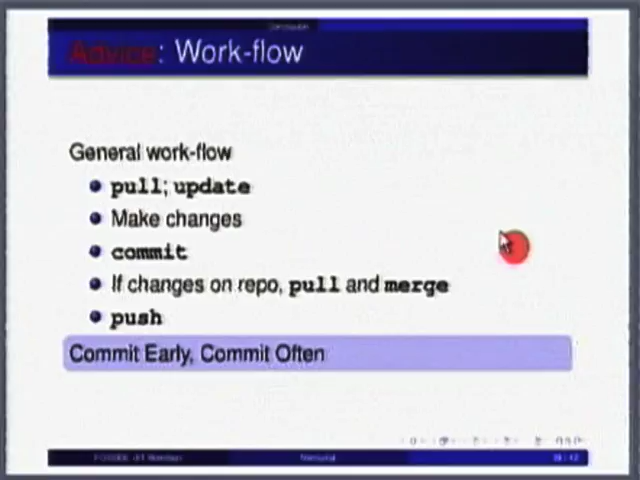 Advice: Work-flow
General work-flow
pull; update
Make changes
commit
If changes on repo, pull and merge
push
Commit Early, Commit Often